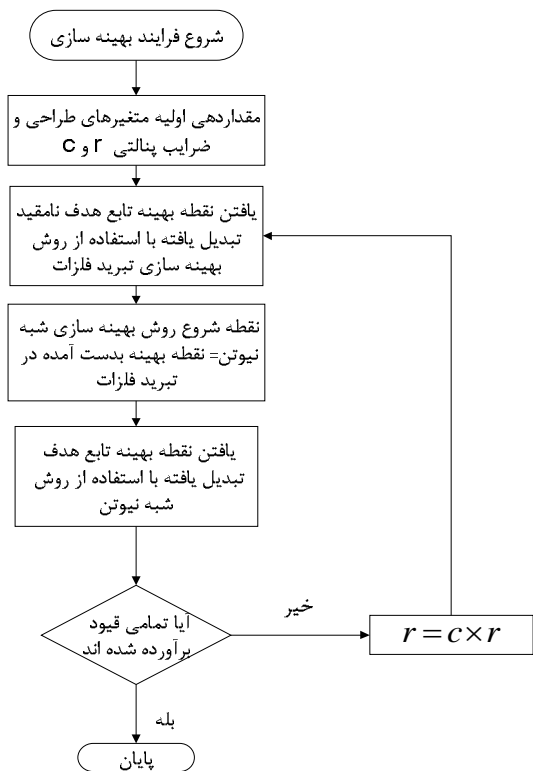 شروع فرایند بهینه سازی
مقداردهی اولیه متغیرهای طراحی و
ضرایب پنالتی r و c
یافتن نقطه بهینه تابع هدف نامقید
تبدیل یافته با استفاده از روش
بهینه سازی تبرید فلزات
نقطه شروع روش بهینه سازی شبه
نیوتن= نقطه بهینه بدست آمده در
تبرید فلزات
یافتن نقطه بهینه تابع هدف
تبدیل یافته با استفاده از روش
شبه نیوتن
آیا تمامی قیود
برآورده شده اند
خیر
r = c × r
بله
پایان